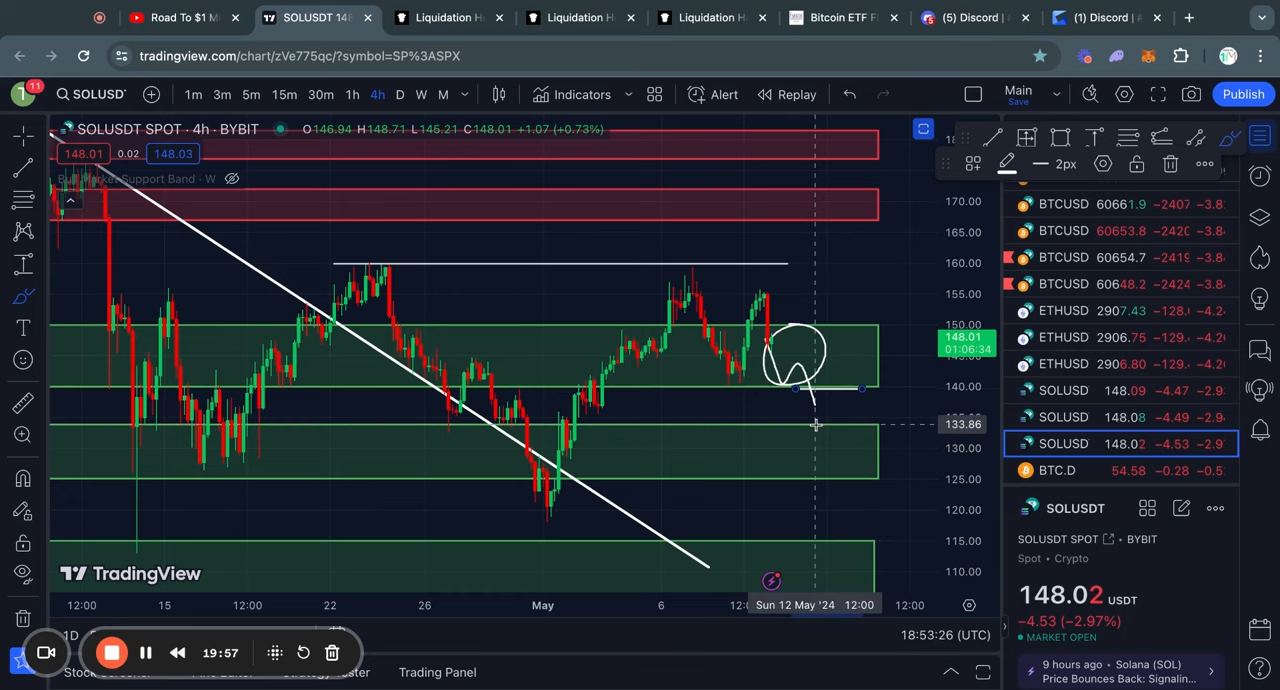 Road To $1 M
SOLUSDT 14
Liquidation H
Liquidation H
Liquidation H
Bitcoin ETF F
(5) Discord |
(1) Discord | #
tradingview.com/chart/zVe775qc/?symbol=SP%3ASPX
11
SOLUSDT
1m 3m 5m 15m 30m 1h 4h D W M
Indicators
Alert
Replay
Main
Save
Publish
SOLUSDT SPOT · 4h · BYBIT
O146.94 H148.71 L145.21 C148.01 +1.07 (+0.73%)
148.01 0.02 148.03
Bull Market Support Band · W
2px
170.00
165.00
160.00
155.00
150.00
148.01
01:06:34
140.00
133.86
130.00
125.00
120.00
115.00
110.00
BTCUSD 60661.9 −2407 −3.8
BTCUSD 60653.8 −2420 −3.8
BTCUSD 60654.7 −2419 −3.8
BTCUSD 60648.2 −2424 −3.8
ETHUSD 2907.43 −128. −4.
ETHUSD 2906.75 −129. −4.
ETHUSD 2906.80 −129. −4.
SOLUSD 148.09 −4.47 −2.9
SOLUSD 148.08 −4.49 −2.9
SOLUSD 148.02 −4.53 −2.9
BTC.D 54.58 −0.28 −0.5
SOLUSDT
SOLUSDT SPOT · BYBIT
Spot • Crypto
148.02 USDT
−4.53 (−2.97%)
MARKET OPEN
9 hours ago • Solana (SOL)
Price Bounces Back: Signalin...
TradingView
12:00 15 12:00 22 26 May 6 Sun 12 May '24 12:00 12:00
1D
18:53:26 (UTC)
19:57
Trading Panel